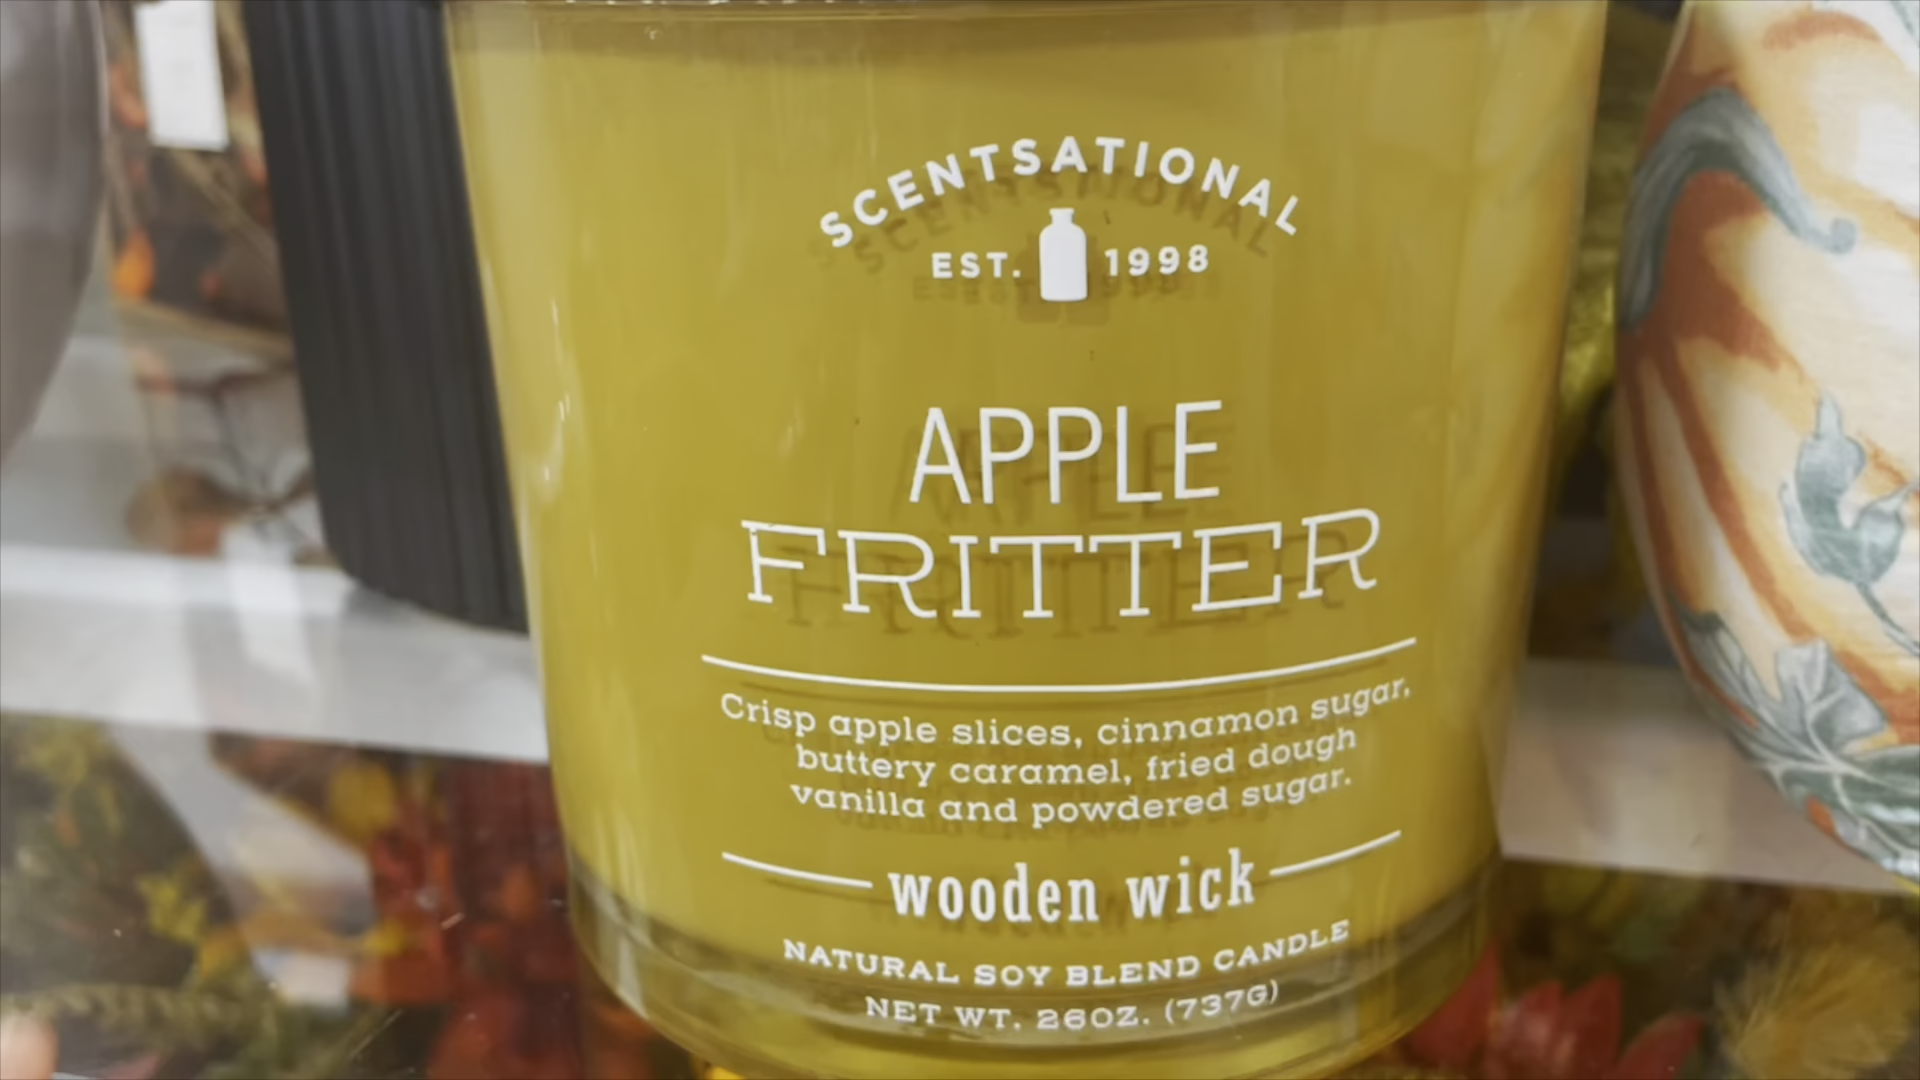 SCENTSATIONAL
EST. 1998
APPLE
FRITTER
Crisp apple slices, cinnamon sugar,
buttery caramel, fried dough
vanilla and powdered sugar.
wooden wick
NATURAL SOY BLEND CANDLE
NET WT. 26OZ. (737G)